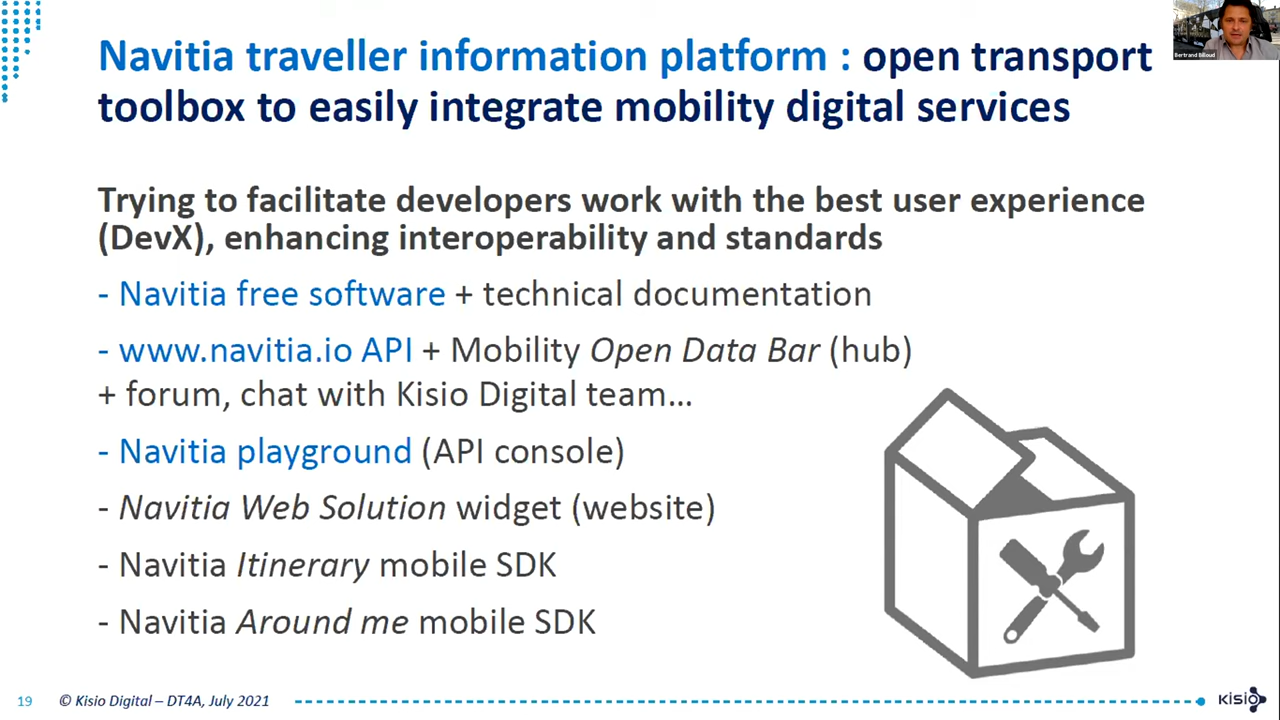 Navitia traveller information platform : open transport
toolbox to easily integrate mobility digital services
Bertrand Billoud
Trying to facilitate developers work with the best user experience
(DevX), enhancing interoperability and standards
- Navitia free software + technical documentation
- www.navitia.io API + Mobility Open Data Bar (hub)
+ forum, chat with Kisio Digital team...
- Navitia playground (API console)
- Navitia Web Solution widget (website)
- Navitia Itinerary mobile SDK
- Navitia Around me mobile SDK
19 © Kisio Digital – DT4A, July 2021
kisio